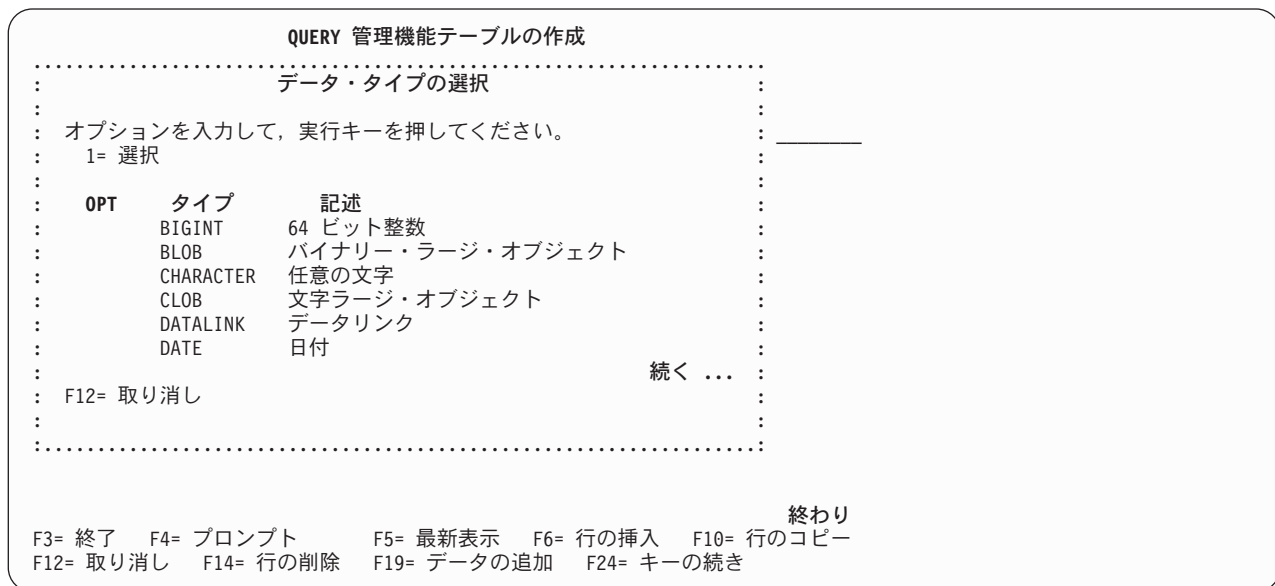 QUERY 管理機能テーブルの作成
......................................................................
: データ・タイプの選択 :
: :
: オプションを入力して，実行キーを押してください。 : ________
: 1= 選択 :
: :
: OPT タイプ 記述 :
: BIGINT 64 ビット整数 :
: BLOB バイナリー・ラージ・オブジェクト :
: CHARACTER 任意の文字 :
: CLOB 文字ラージ・オブジェクト :
: DATALINK データリンク :
: DATE 日付 :
: 続く ... :
: F12= 取り消し :
: :
:....................................................................:
終わり
F3= 終了 F4= プロンプト F5= 最新表示 F6= 行の挿入 F10= 行のコピー
F12= 取り消し F14= 行の削除 F19= データの追加 F24= キーの続き